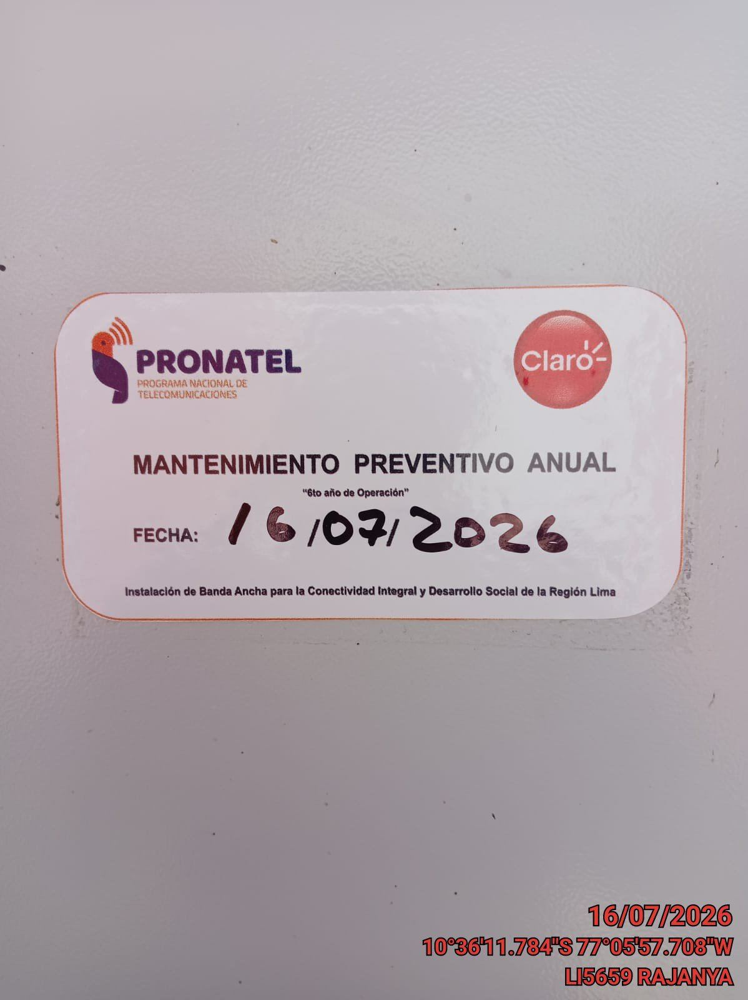 PRONATEL
PROGRAMA NACIONAL DE
TELECOMUNICACIONES
Claro
MANTENIMIENTO PREVENTIVO ANUAL
"6to año de Operación"
FECHA: 16/07/2026
Instalación de Banda Ancha para la Conectividad Integral y Desarrollo Social de la Región Lima
16/07/2026
10°36'11.784"S 77°05'57.708"W
LI5659 RAJANYA